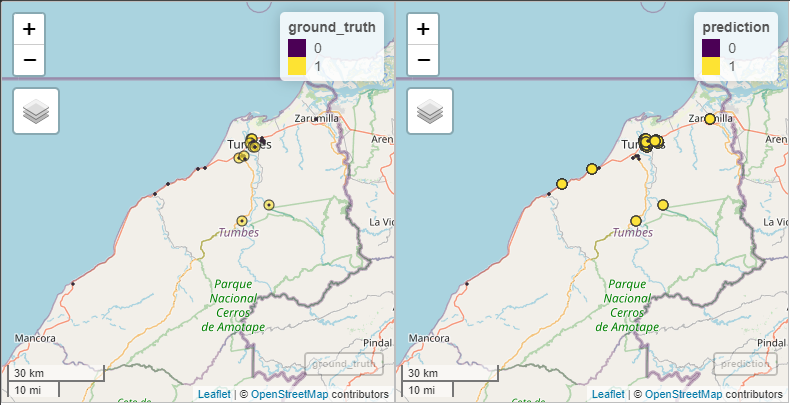 +
−
ground_truth
0
1
Zarumilla
Aren
Tumbes
La Vic
Tumbes
Parque
Nacional
Cerros
de Amotape
Mancora
Pindal
30 km
10 mi
ground_truth
Leaflet | © OpenStreetMap contributors
+
−
prediction
0
1
Zarumilla
Aren
Tumbes
La Vi
Tumbes
Parque
Nacional
Cerros
de Amotape
Mancora
Pindal
30 km
10 mi
prediction
Leaflet | © OpenStreetMap contributors